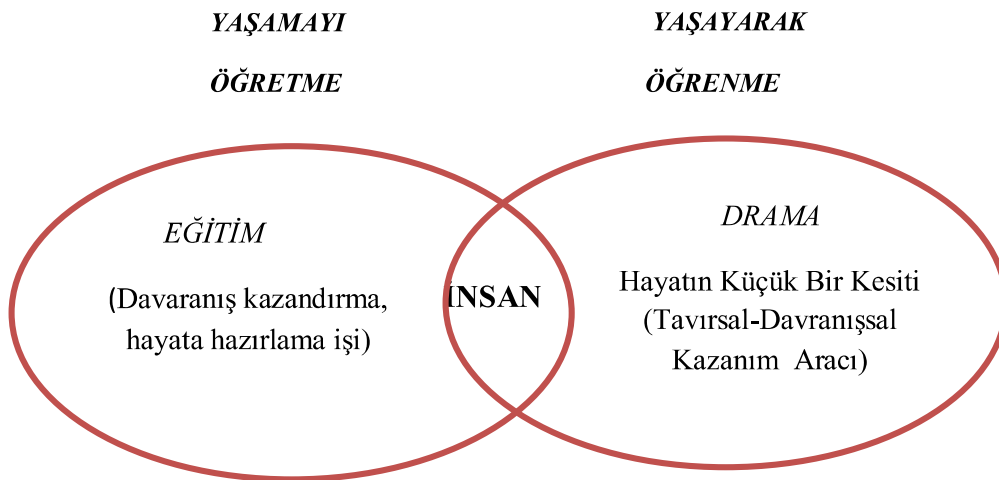 YAŞAMAYI
ÖĞRETME
YAŞAYARAK
ÖĞRENME
EĞİTİM
(Davaranış kazandırma,
hayata hazırlama işi)
İNSAN
DRAMA
Hayatın Küçük Bir Kesiti
(Tavırsal-Davranışsal
Kazanım Aracı)